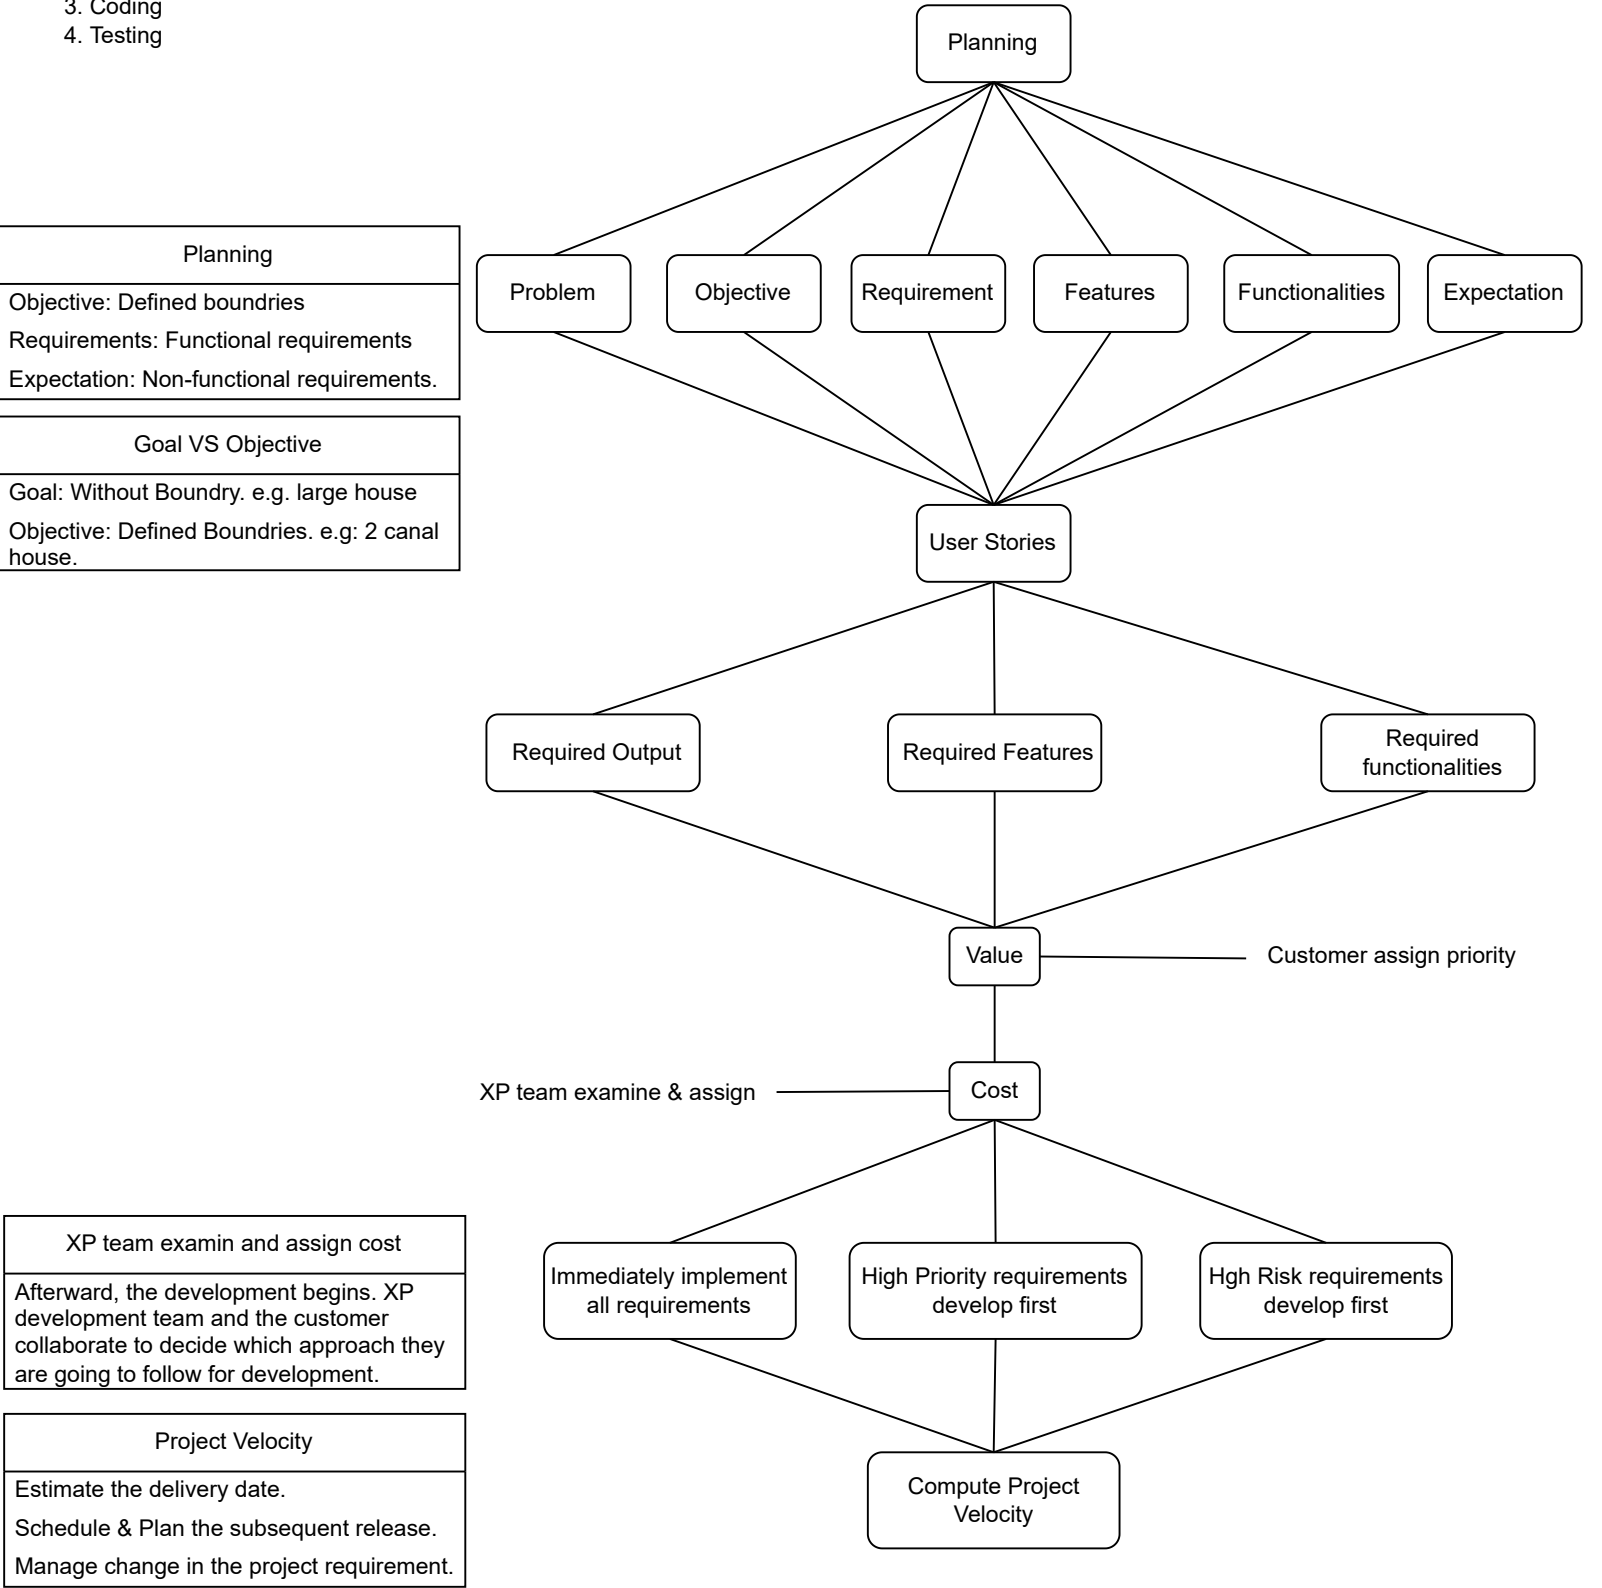 3. Coding
4. Testing
Planning
Problem
Objective
Requirement
Features
Functionalities
Expectation
Planning
Objective: Defined boundries
Requirements: Functional requirements
Expectation: Non-functional requirements.
Goal VS Objective
Goal: Without Boundry. e.g. large house
Objective: Defined Boundries. e.g: 2 canal
house.
User Stories
Required Output
Required Features
Required
functionalities
Value
Customer assign priority
XP team examine & assign
Cost
XP team examin and assign cost
Afterward, the development begins. XP
development team and the customer
collaborate to decide which approach they
are going to follow for development.
Immediately implement
all requirements
High Priority requirements
develop first
Hgh Risk requirements
develop first
Project Velocity
Estimate the delivery date.
Schedule & Plan the subsequent release.
Manage change in the project requirement.
Compute Project
Velocity